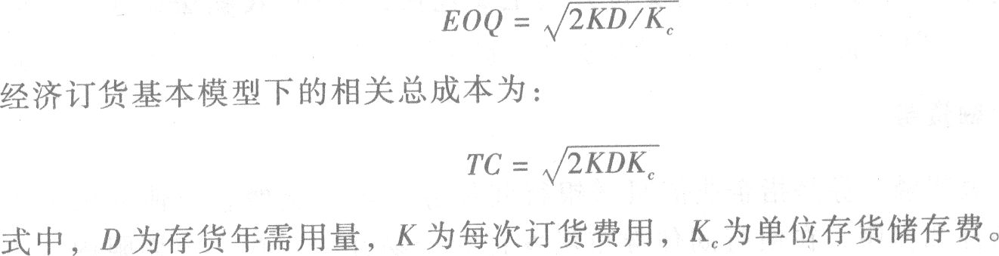 EOQ = √2KD/K_c
经济订货基本模型下的相关总成本为：
TC = √2KDK_c
式中，D 为存货年需用量，K 为每次订货费用，K_c为单位存货储存费。